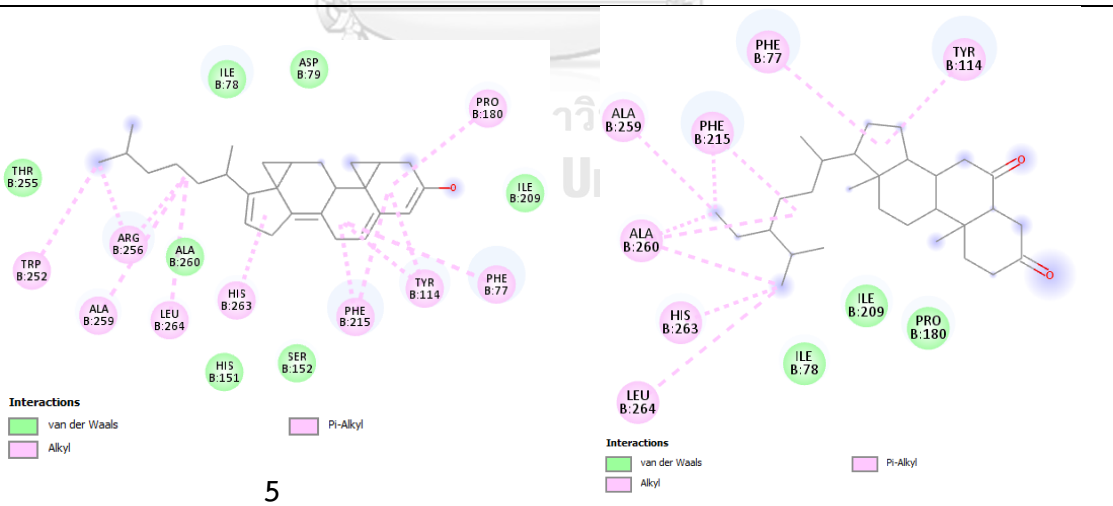 ILE
B:78
ASP
B:79
PRO
B:180
THR
B:255
ILE
B:209
ARG
B:256
ALA
B:260
TRP
B:252
HIS
B:263
TYR
B:114
PHE
B:77
ALA
B:259
LEU
B:264
PHE
B:215
HIS
B:151
SER
B:152
O
Interactions
van der Waals
Pi-Alkyl
Alkyl
5
PHE
B:77
TYR
B:114
ALA
B:259
PHE
B:215
O
ALA
B:260
O
HIS
B:263
ILE
B:209
PRO
B:180
ILE
B:78
LEU
B:264
Interactions
van der Waals
Pi-Alkyl
Alkyl